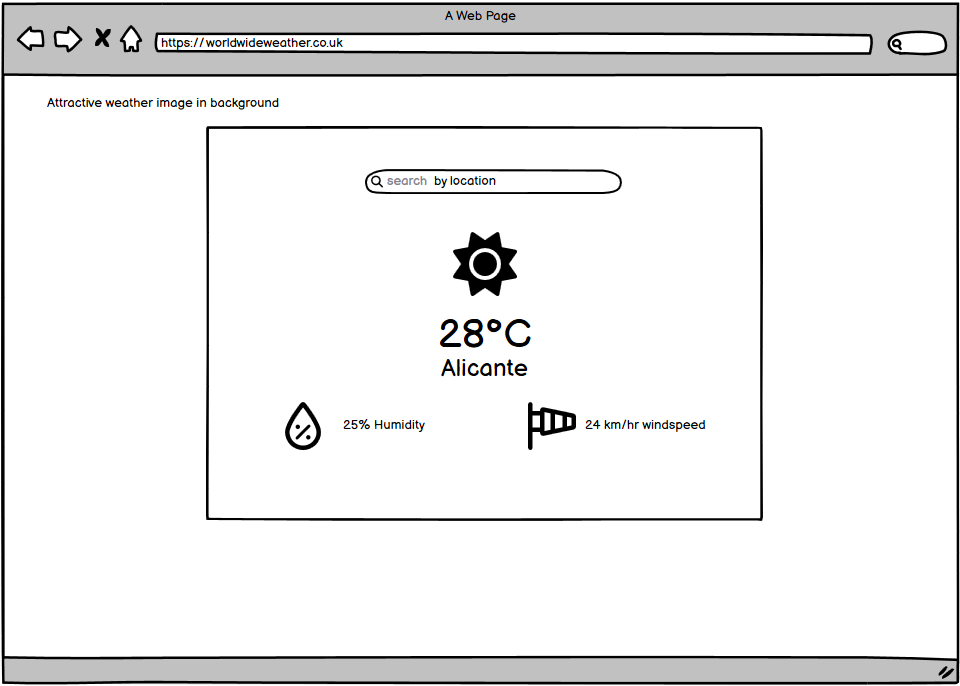 A Web Page
https://worldwideweather.co.uk
Attractive weather image in background
search by location
28°C
Alicante
25% Humidity
24 km/hr windspeed